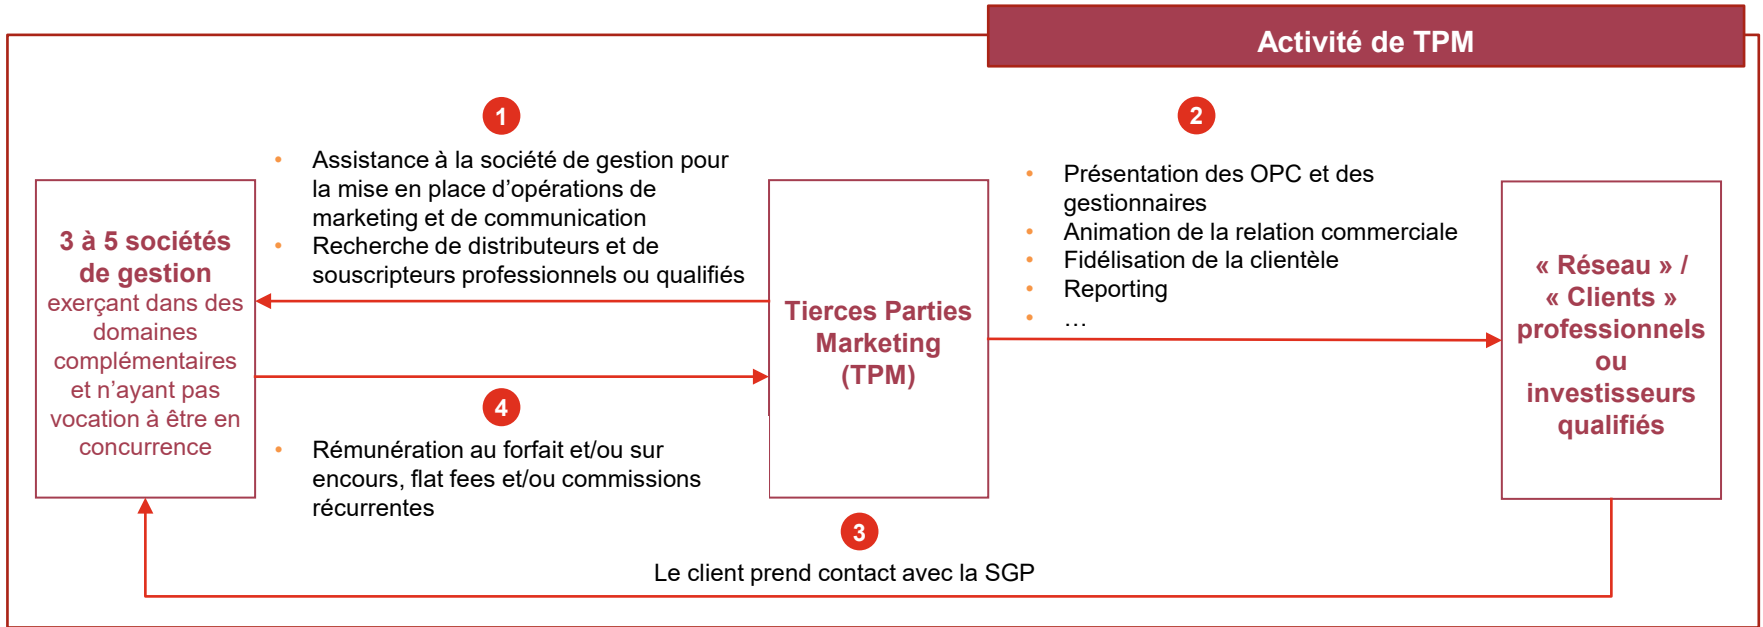 Activité de TPM
1
• Assistance à la société de gestion pour
la mise en place d’opérations de
marketing et de communication
• Recherche de distributeurs et de
souscripteurs professionnels ou qualifiés
2
• Présentation des OPC et des
gestionnaires
• Animation de la relation commerciale
• Fidélisation de la clientèle
• Reporting
• …
3 à 5 sociétés
de gestion
exerçant dans des
domaines
complémentaires
et n’ayant pas
vocation à être en
concurrence
Tierces Parties
Marketing
(TPM)
« Réseau » /
« Clients »
professionnels
ou
investisseurs
qualifiés
4
• Rémunération au forfait et/ou sur
encours, flat fees et/ou commissions
récurrentes
3
Le client prend contact avec la SGP